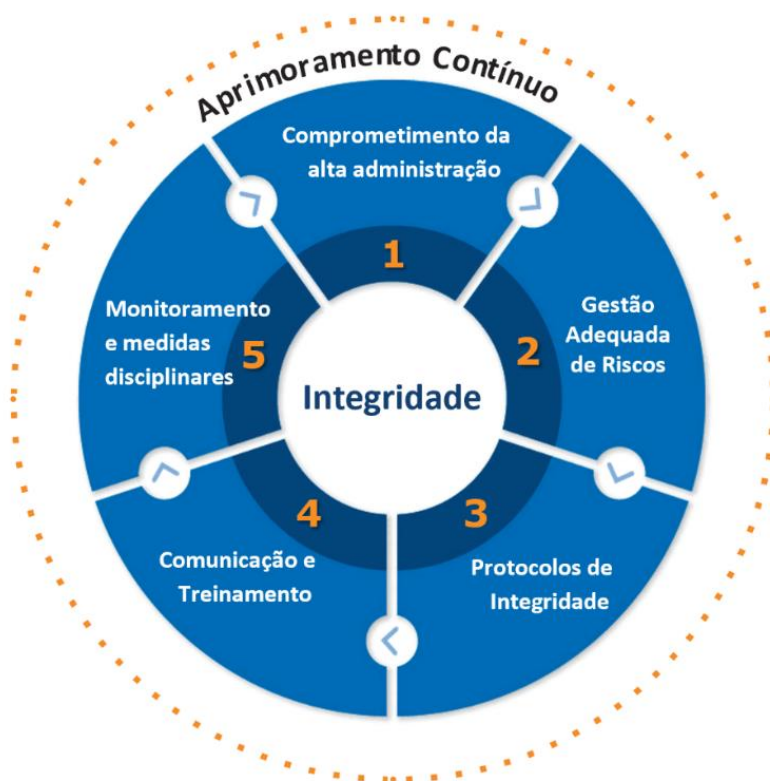 Aprimoramento Contínuo
Comprometimento da
alta administração
1
Gestão
Adequada
de Riscos
2
Protocolos de
Integridade
3
Comunicação e
Treinamento
4
Monitoramento
e medidas
disciplinares
5
Integridade